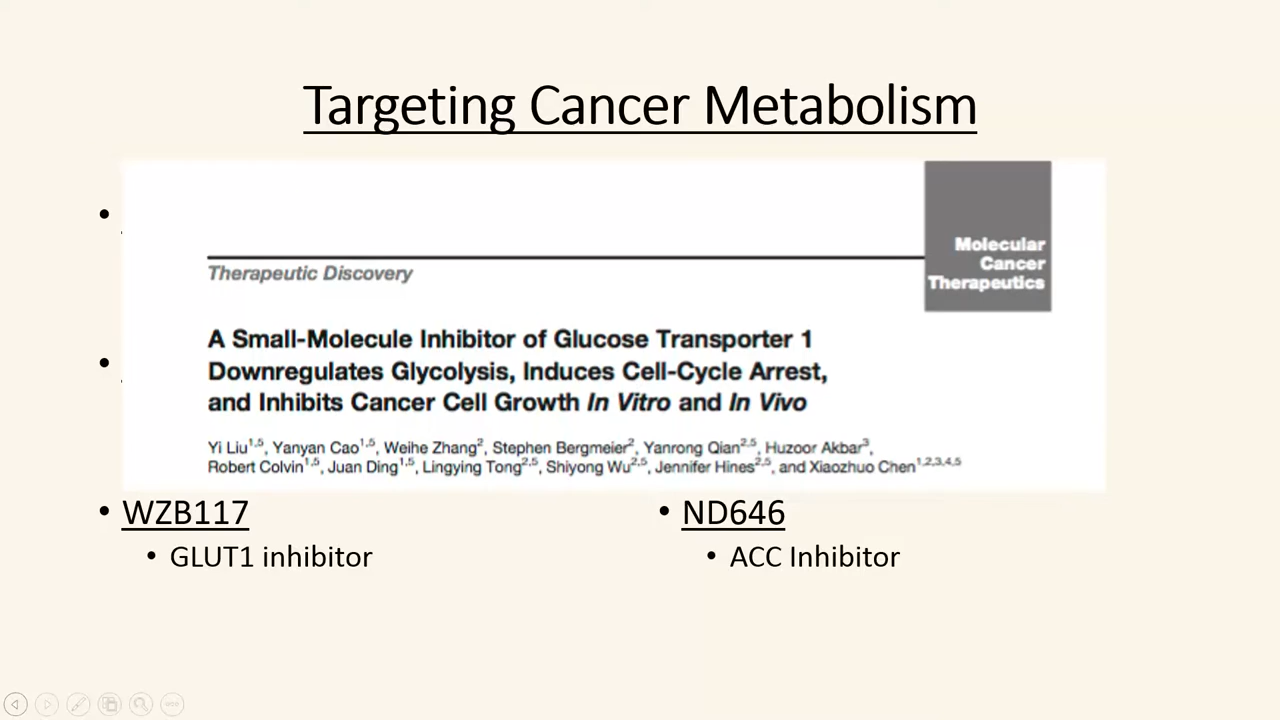 Targeting Cancer Metabolism
Molecular
Cancer
Therapeutics
Therapeutic Discovery
A Small-Molecule Inhibitor of Glucose Transporter 1
Downregulates Glycolysis, Induces Cell-Cycle Arrest,
and Inhibits Cancer Cell Growth In Vitro and In Vivo
Yi Liu1,5, Yanyan Cao1,5, Weihe Zhang2, Stephen Bergmeier2, Yanrong Qian2,5, Huzoor Akbar3,
Robert Colvin1,5, Juan Ding1,5, Lingying Tong2,5, Shiyong Wu2,5, Jennifer Hines2,5, and Xiaozhuo Chen1,2,3,4,5
• WZB117
• GLUT1 inhibitor
• ND646
• ACC Inhibitor